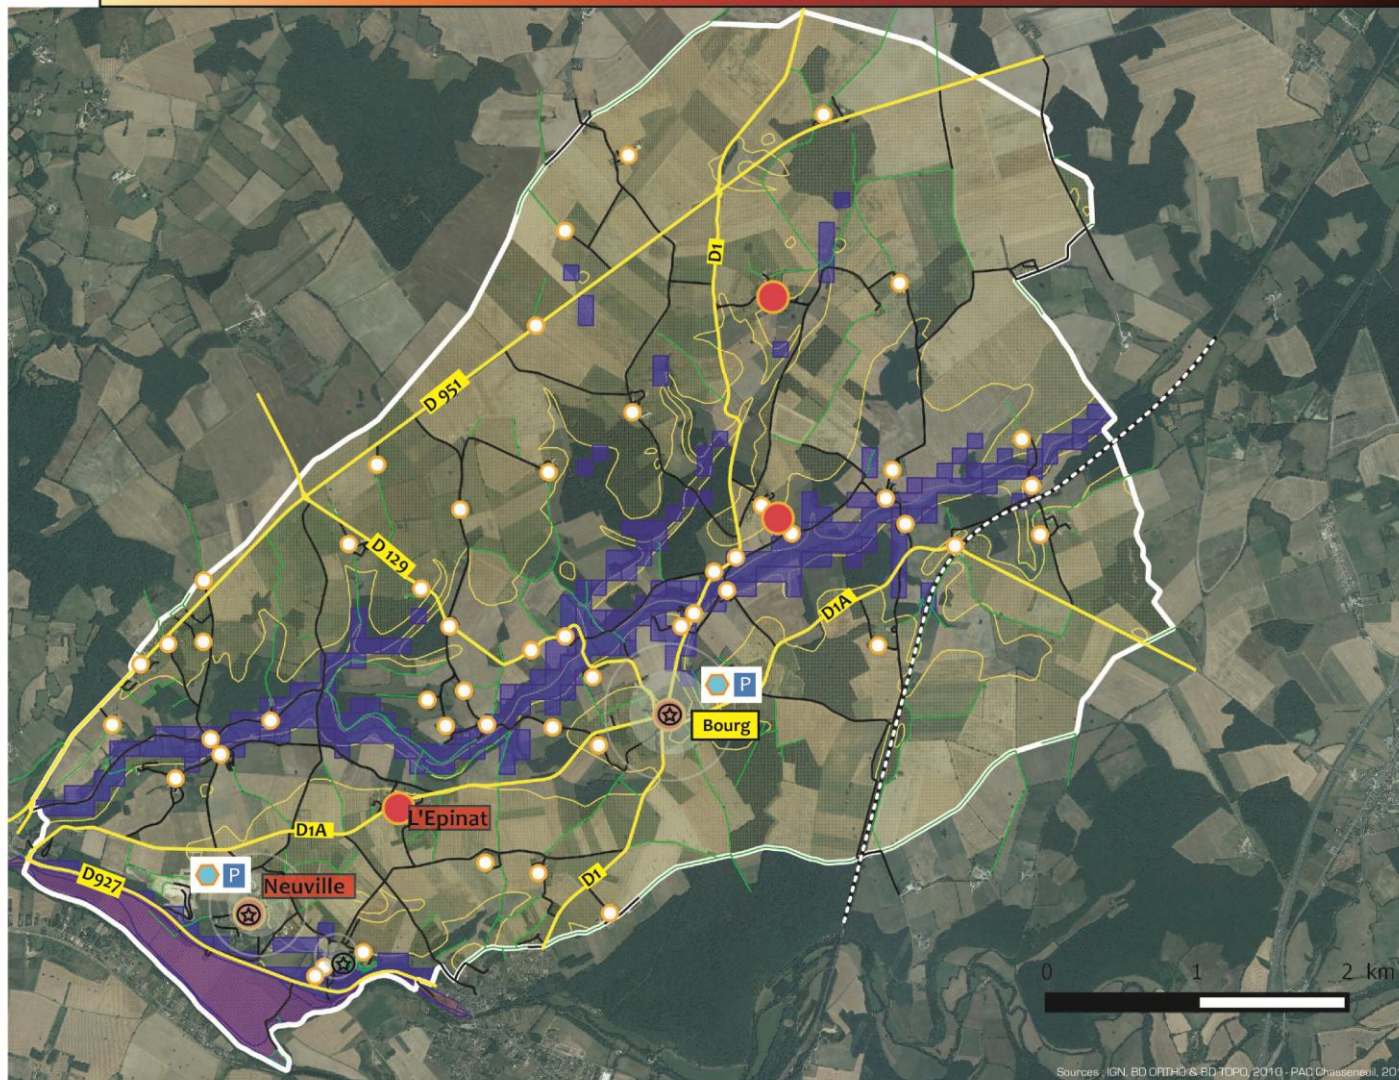 D1
D 951
D 129
D1A
P
Bourg
L'Epinat
D1A
P
Neuville
D927
D1
0 1 2 km
Sources : IGN, BD ORTHO & BD TOPO, 2010 - PAC Chasseneuil, 20